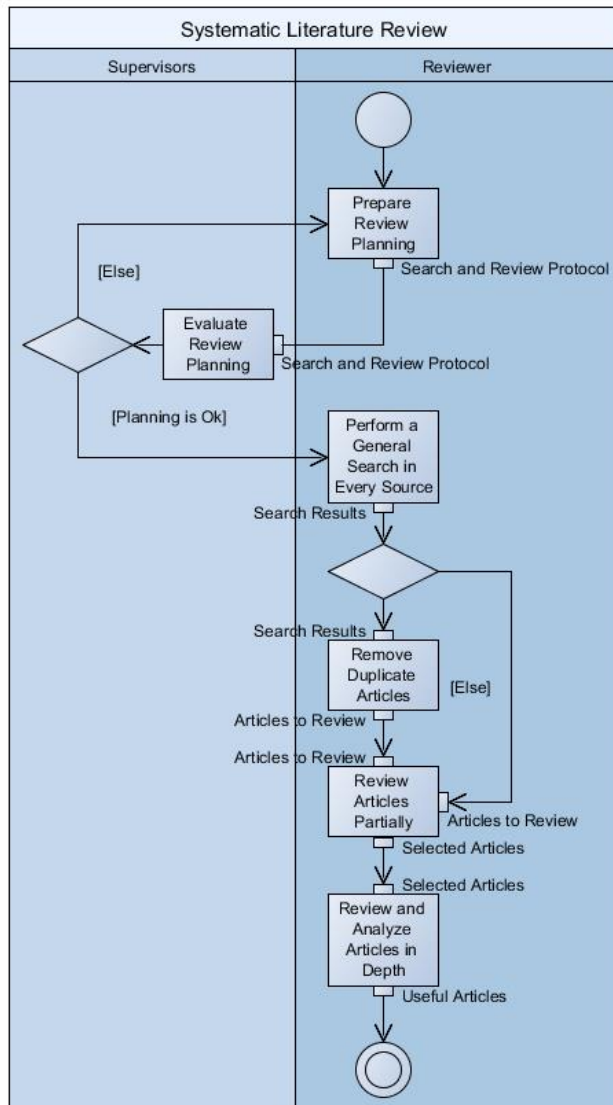 Systematic Literature Review
Supervisors
Reviewer
Prepare
Review
Planning
Search and Review Protocol
[Else]
Evaluate
Review
Planning
Search and Review Protocol
[Planning is Ok]
Perform a
General
Search in
Every Source
Search Results
Search Results
Remove
Duplicate
Articles
[Else]
Articles to Review
Articles to Review
Review
Articles
Partially
Articles to Review
Selected Articles
Selected Articles
Review and
Analyze
Articles in
Depth
Useful Articles